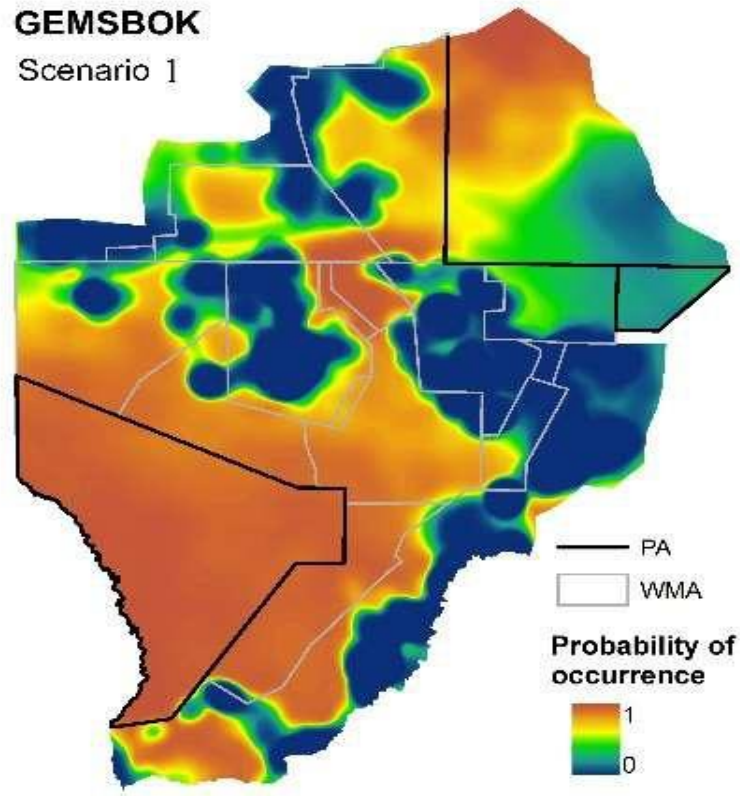 GEMSBOK
Scenario 1
PA
WMA
Probability of
occurrence
1
0